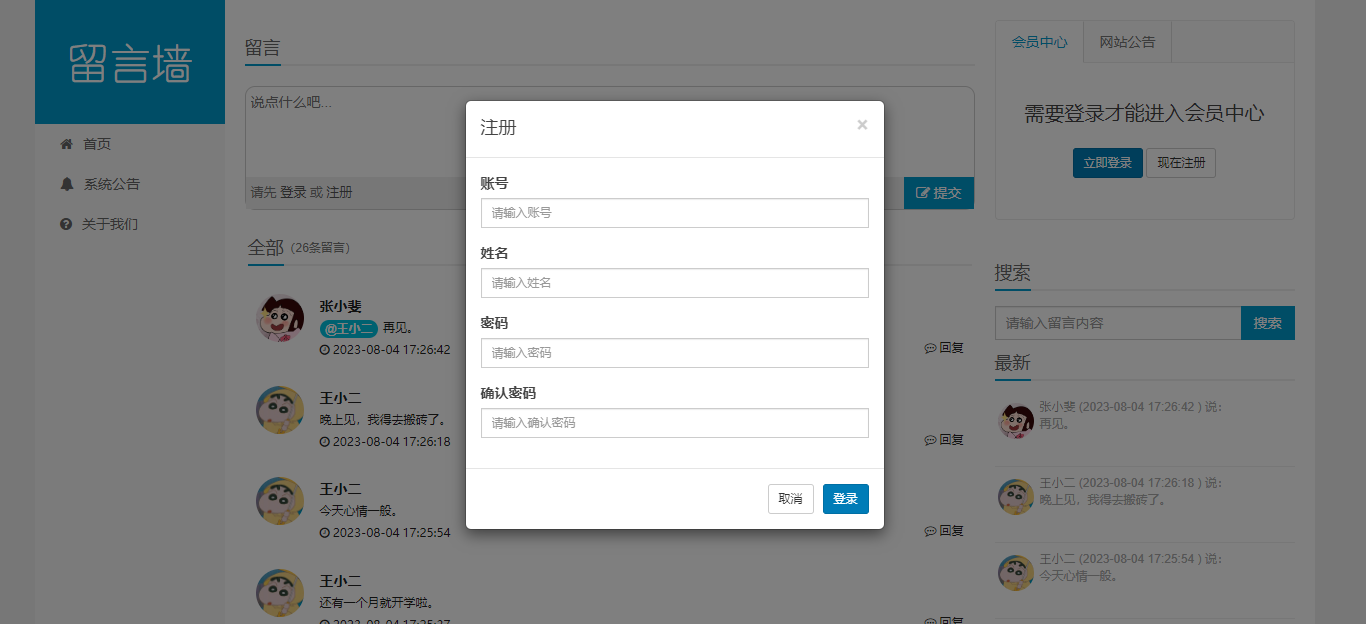 留言墙
首页
系统公告
关于我们
留言
说点什么吧...
请先 登录 或 注册
提交
全部 (26条留言)
张小斐
@王小二 再见。
2023-08-04 17:26:42
回复
王小二
晚上见，我得去搬砖了。
2023-08-04 17:26:18
回复
王小二
今天心情一般。
2023-08-04 17:25:54
回复
王小二
还有一个月就开学啦。
2023-08-04 17:25:27
回复
注册
×
账号
请输入账号
姓名
请输入姓名
密码
请输入密码
确认密码
请输入确认密码
取消
登录
会员中心
网站公告
需要登录才能进入会员中心
立即登录
现在注册
搜索
请输入留言内容
搜索
最新
张小斐 (2023-08-04 17:26:42 ) 说：
再见。
王小二 (2023-08-04 17:26:18 ) 说：
晚上见，我得去搬砖了。
王小二 (2023-08-04 17:25:54 ) 说：
今天心情一般。